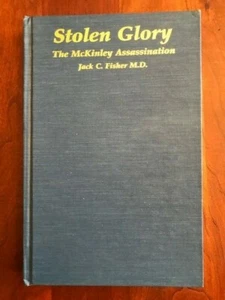 Stolen Glory
The McKinley Assassination
Jack C. Fisher M.D.